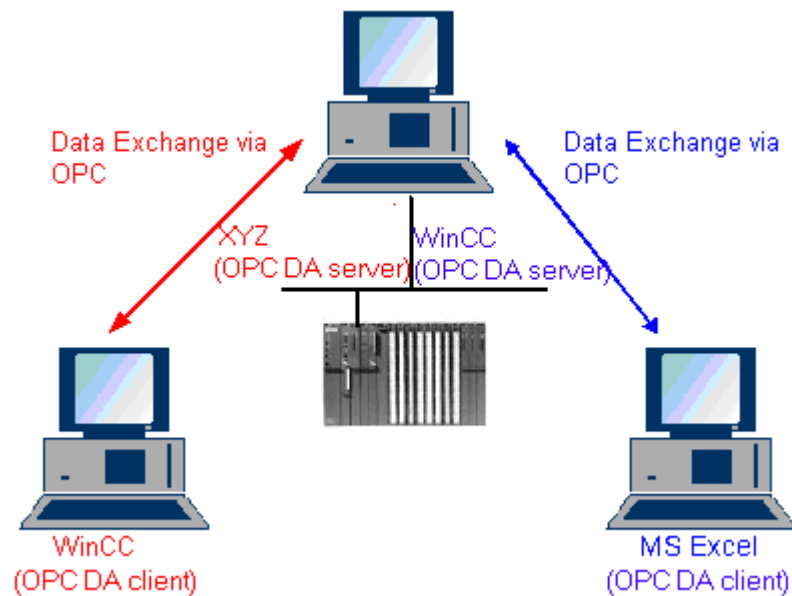 Data Exchange via
OPC
Data Exchange via
OPC
XYZ
(OPC DA server)
WinCC
(OPC DA server)
WinCC
(OPC DA client)
MS Excel
(OPC DA client)